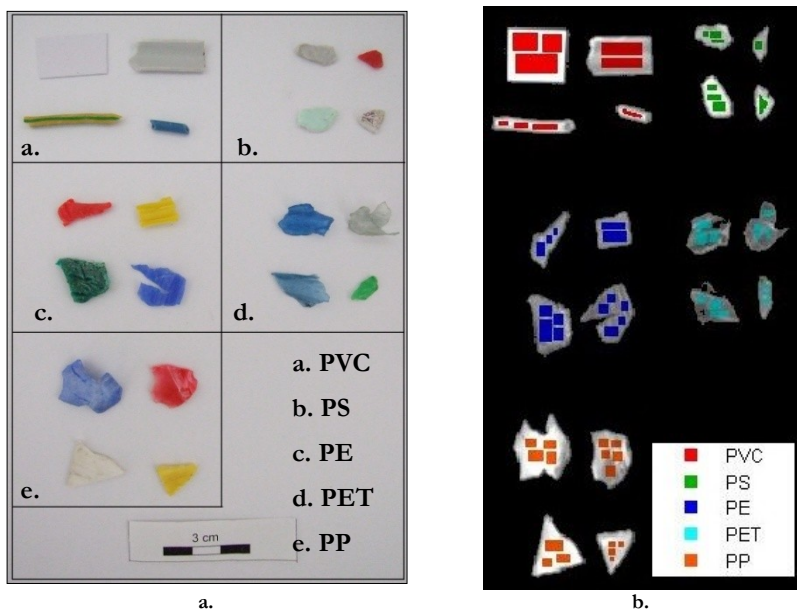 a.
b.
c.
d.
e.
a. PVC
b. PS
c. PE
d. PET
e. PP
3 cm
PVC
PS
PE
PET
PP
a.
b.